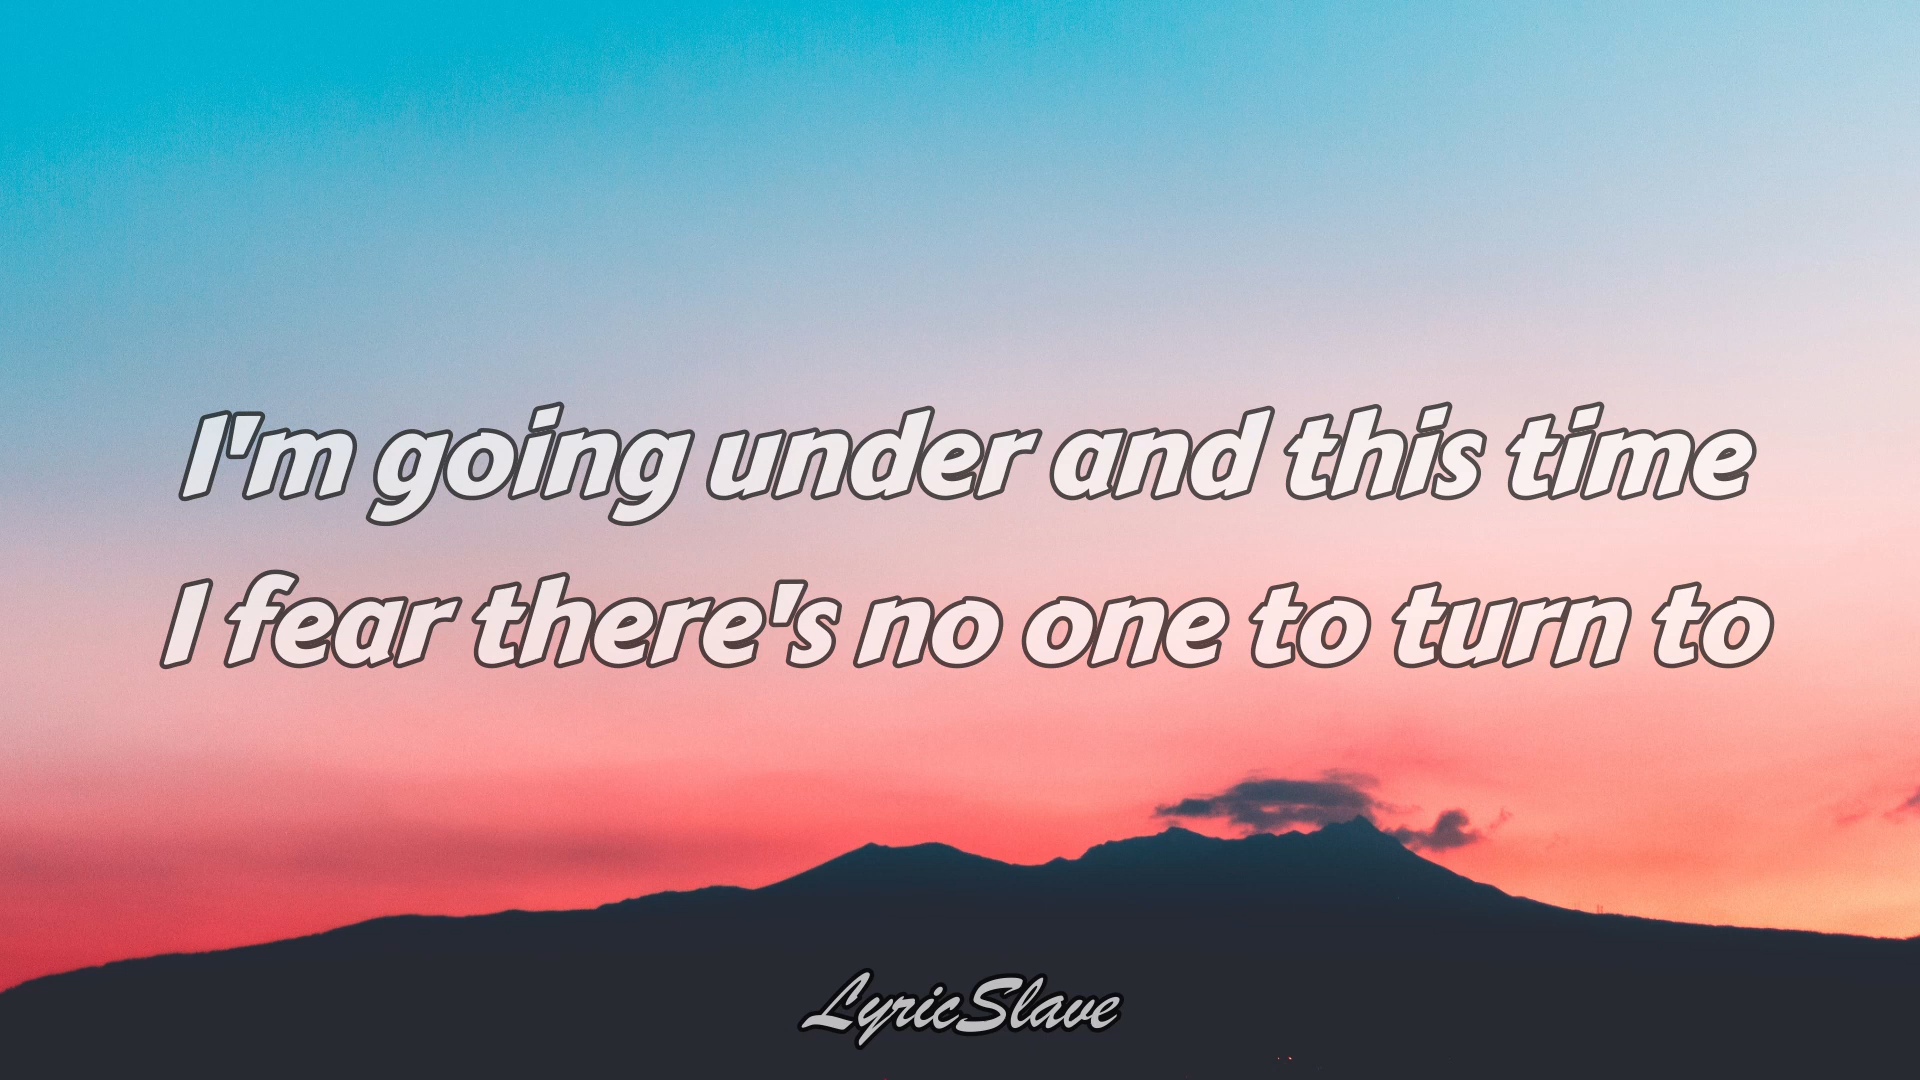 I'm going under and this time
I fear there's no one to turn to
LyricSlave